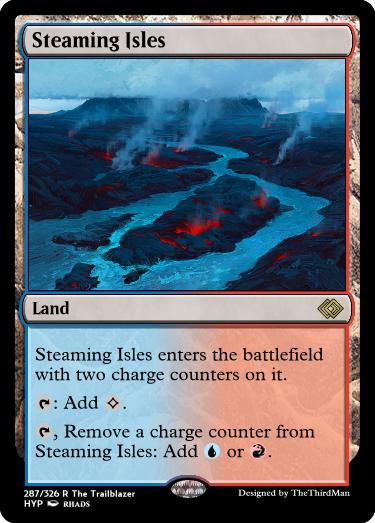 Steaming Isles
Land
Steaming Isles enters the battlefield
with two charge counters on it.
: Add .
, Remove a charge counter from
Steaming Isles: Add or .
287/326 R The Trailblazer
HYP RHADS
Designed by TheThirdMan